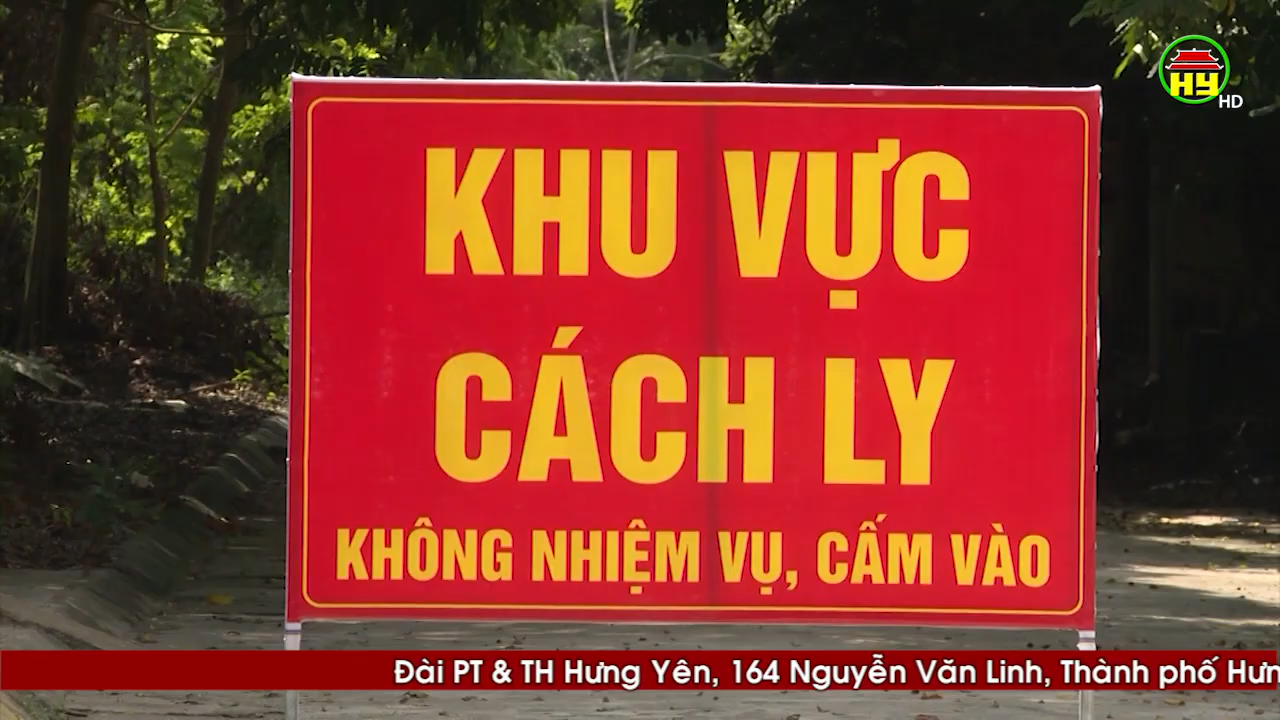 HY
HD
KHU VỰC
CÁCH LY
KHÔNG NHIỆM VỤ, CẤM VÀO
Đài PT & TH Hưng Yên, 164 Nguyễn Văn Linh, Thành phố Hưn